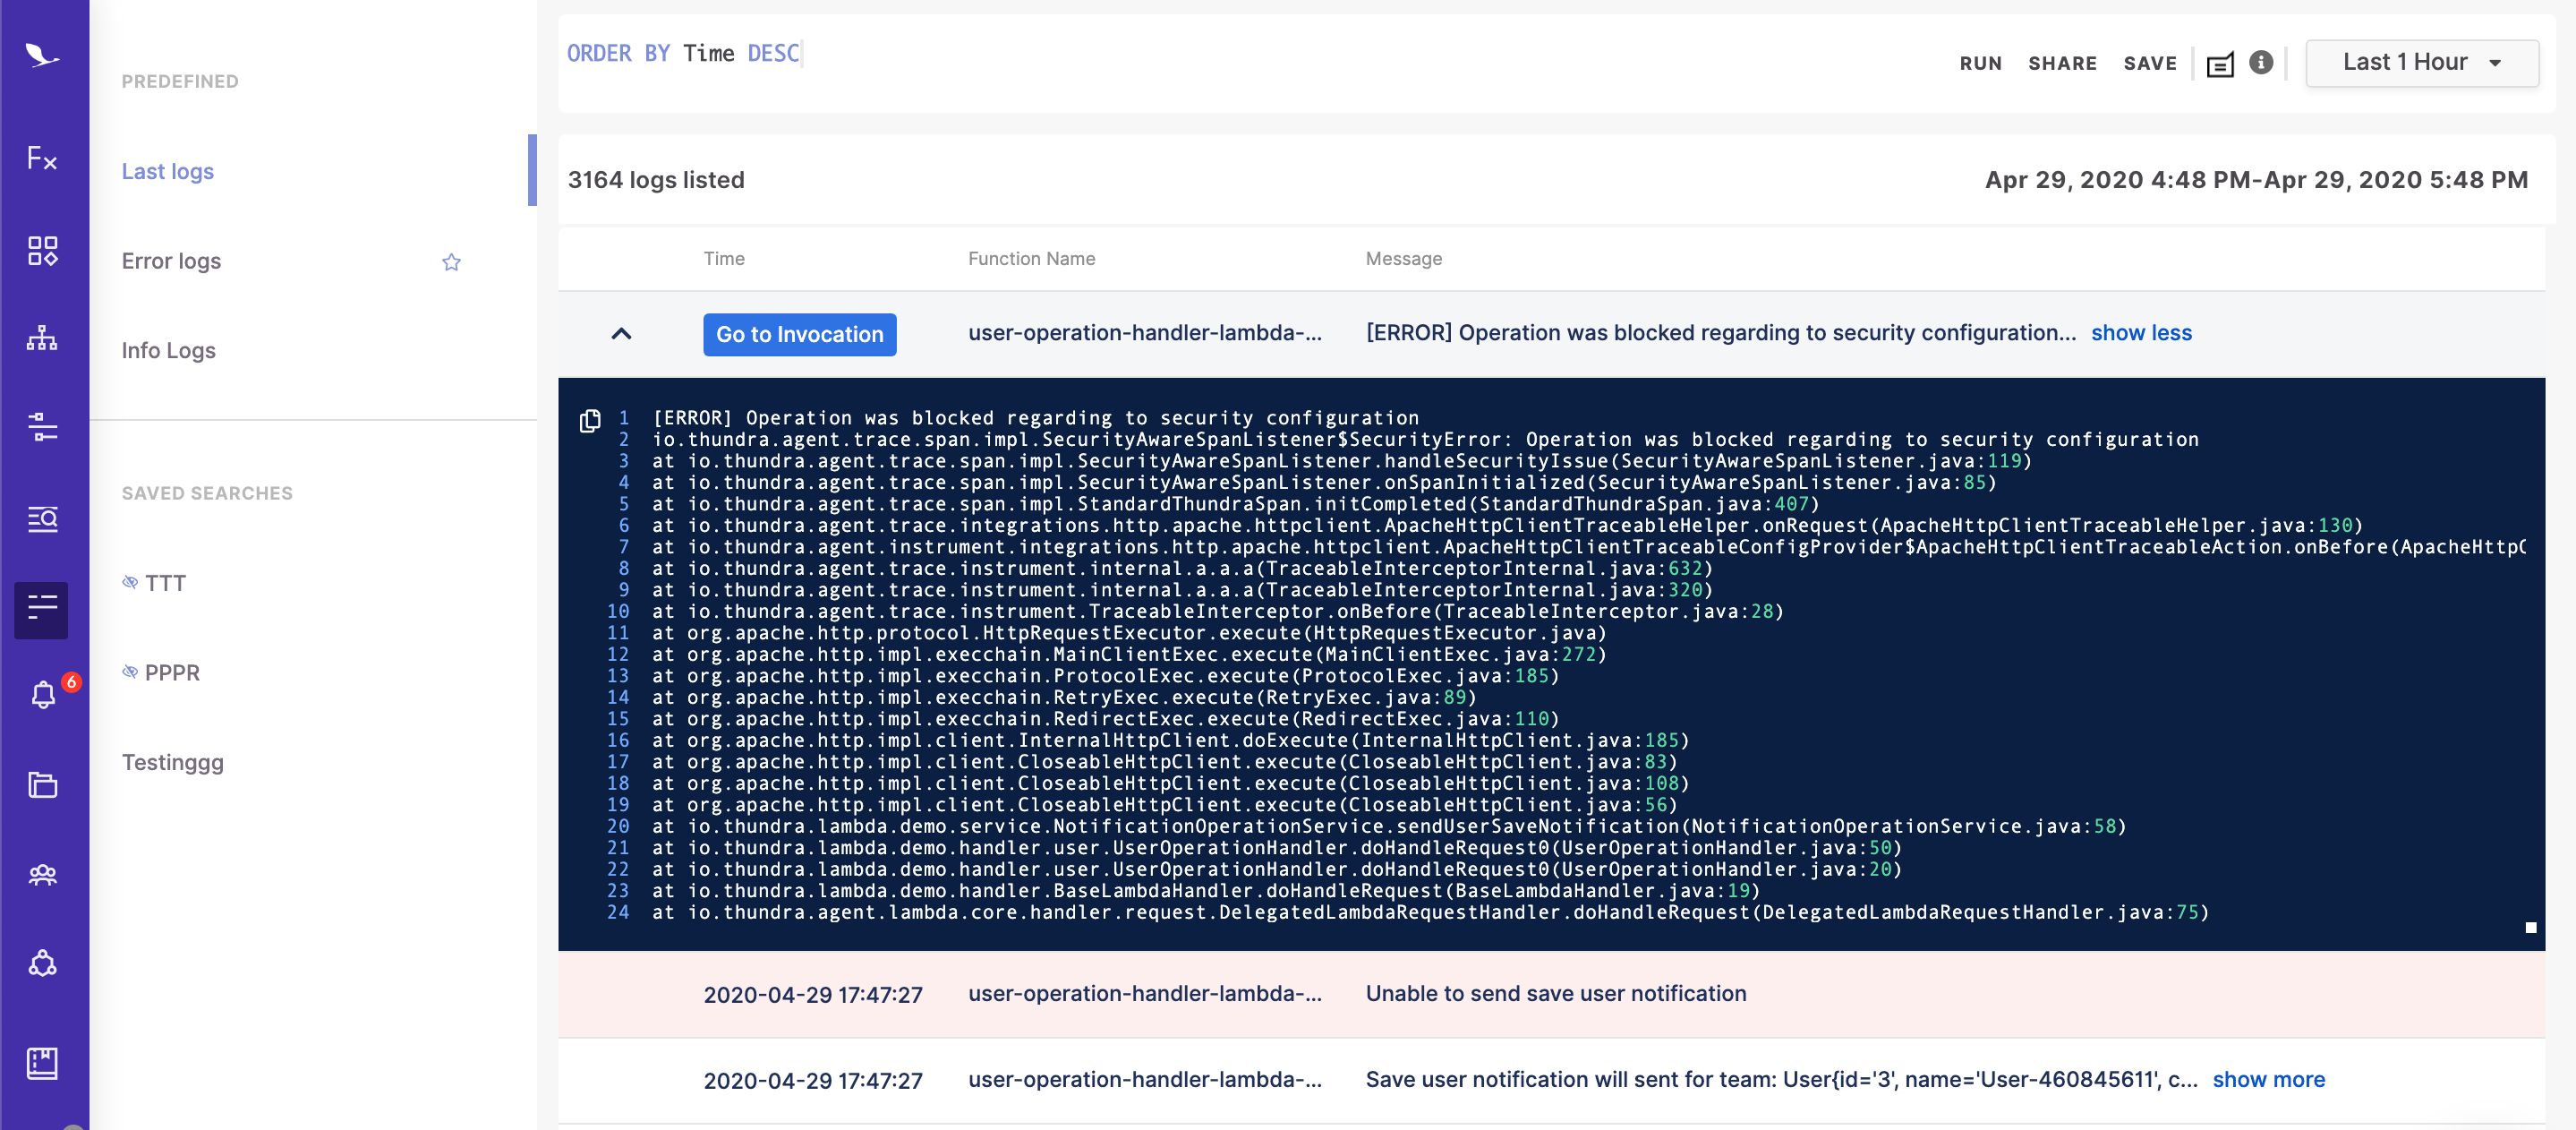 Fx
6
PREDEFINED
Last logs
Error logs
Info Logs
SAVED SEARCHES
TTT
PPPR
Testinggg
ORDER BY Time DESC
RUN SHARE SAVE Last 1 Hour
3164 logs listed
Apr 29, 2020 4:48 PM-Apr 29, 2020 5:48 PM
Time Function Name Message
Go to Invocation user-operation-handler-lambda-... [ERROR] Operation was blocked regarding to security configuration... show less
1 [ERROR] Operation was blocked regarding to security configuration
2 io.thundra.agent.trace.span.impl.SecurityAwareSpanListener$SecurityError: Operation was blocked regarding to security configuration
3 at io.thundra.agent.trace.span.impl.SecurityAwareSpanListener.handleSecurityIssue(SecurityAwareSpanListener.java:119)
4 at io.thundra.agent.trace.span.impl.SecurityAwareSpanListener.onSpanInitialized(SecurityAwareSpanListener.java:85)
5 at io.thundra.agent.trace.span.impl.StandardThundraSpan.initCompleted(StandardThundraSpan.java:407)
6 at io.thundra.agent.trace.integrations.http.apache.httpclient.ApacheHttpClientTraceableHelper.onRequest(ApacheHttpClientTraceableHelper.java:130)
7 at io.thundra.agent.instrument.integrations.http.apache.httpclient.ApacheHttpClientTraceableConfigProvider$ApacheHttpClientTraceableAction.onBefore(ApacheHttpC
8 at io.thundra.agent.trace.instrument.internal.a.a.a(TraceableInterceptorInternal.java:632)
9 at io.thundra.agent.trace.instrument.internal.a.a.a(TraceableInterceptorInternal.java:320)
10 at io.thundra.agent.trace.instrument.TraceableInterceptor.onBefore(TraceableInterceptor.java:28)
11 at org.apache.http.protocol.HttpRequestExecutor.execute(HttpRequestExecutor.java)
12 at org.apache.http.impl.execchain.MainClientExec.execute(MainClientExec.java:272)
13 at org.apache.http.impl.execchain.ProtocolExec.execute(ProtocolExec.java:185)
14 at org.apache.http.impl.execchain.RetryExec.execute(RetryExec.java:89)
15 at org.apache.http.impl.execchain.RedirectExec.execute(RedirectExec.java:110)
16 at org.apache.http.impl.client.InternalHttpClient.doExecute(InternalHttpClient.java:185)
17 at org.apache.http.impl.client.CloseableHttpClient.execute(CloseableHttpClient.java:83)
18 at org.apache.http.impl.client.CloseableHttpClient.execute(CloseableHttpClient.java:108)
19 at org.apache.http.impl.client.CloseableHttpClient.execute(CloseableHttpClient.java:56)
20 at io.thundra.lambda.demo.service.NotificationOperationService.sendUserSaveNotification(NotificationOperationService.java:58)
21 at io.thundra.lambda.demo.handler.user.UserOperationHandler.doHandleRequest0(UserOperationHandler.java:50)
22 at io.thundra.lambda.demo.handler.user.UserOperationHandler.doHandleRequest0(UserOperationHandler.java:20)
23 at io.thundra.lambda.demo.handler.BaseLambdaHandler.doHandleRequest(BaseLambdaHandler.java:19)
24 at io.thundra.agent.lambda.core.handler.request.DelegatedLambdaRequestHandler.doHandleRequest(DelegatedLambdaRequestHandler.java:75)
2020-04-29 17:47:27 user-operation-handler-lambda-... Unable to send save user notification
2020-04-29 17:47:27 user-operation-handler-lambda-... Save user notification will sent for team: User{id='3', name='User-460845611', c... show more